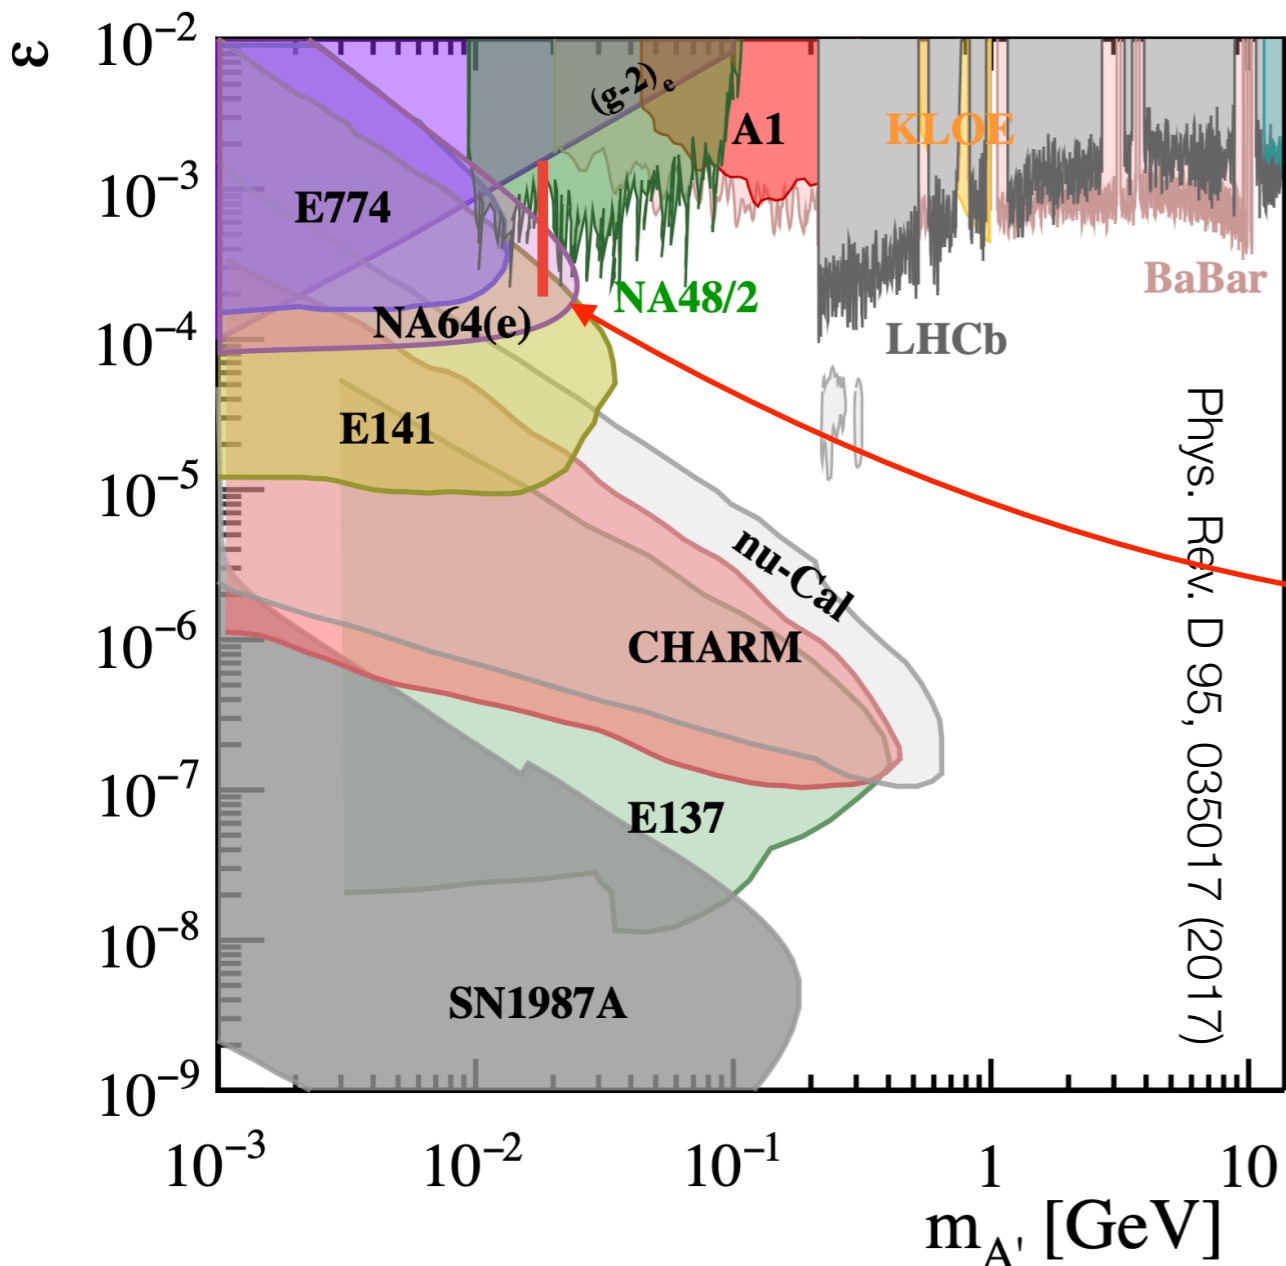 ε
10⁻²
10⁻³
10⁻⁴
10⁻⁵
10⁻⁶
10⁻⁷
10⁻⁸
10⁻⁹
(g-2)ₑ
A1
KLOE
E774
NA48/2
BaBar
NA64(e)
LHCb
E141
nu-Cal
CHARM
E137
SN1987A
Phys. Rev. D 95, 035017 (2017)
10⁻³ 10⁻² 10⁻¹ 1 10
m_A' [GeV]